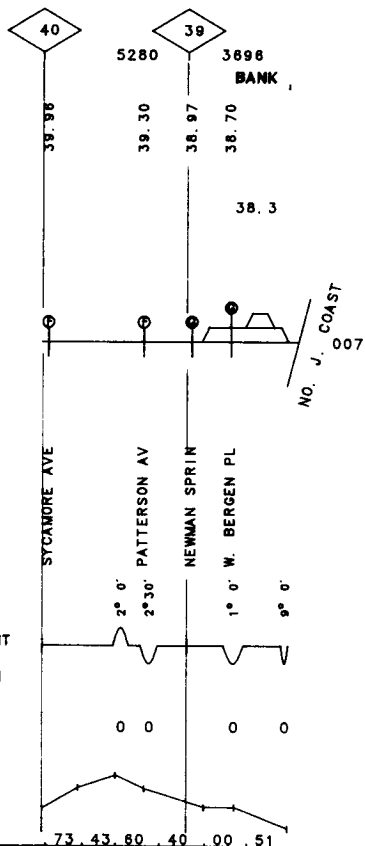 40
39
5280
3696
BANK
39.96
39.30
38.97
38.70
38.3
NO. J. COAST
007
SYCAMORE AVE
PATTERSON AV
NEWMAN SPRIN
W. BERGEN PL
2° 0'
2° 30'
1° 0'
9° 0'
0 0 0 0
.73 .43 .60 .40 .00 .51